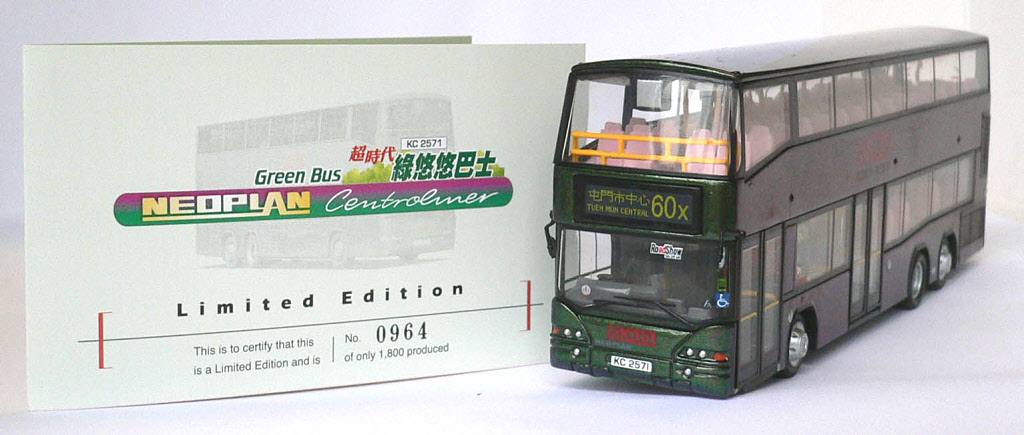 超時代
KC 2571
Green Bus
綠悠悠巴士
NEOPLAN Centroliner
Limited Edition
This is to certify that this
is a Limited Edition and is
No. 0964
of only 1,800 produced
屯門市中心
TUEN MUN CENTRAL
60X
RoadShow
KC 2571